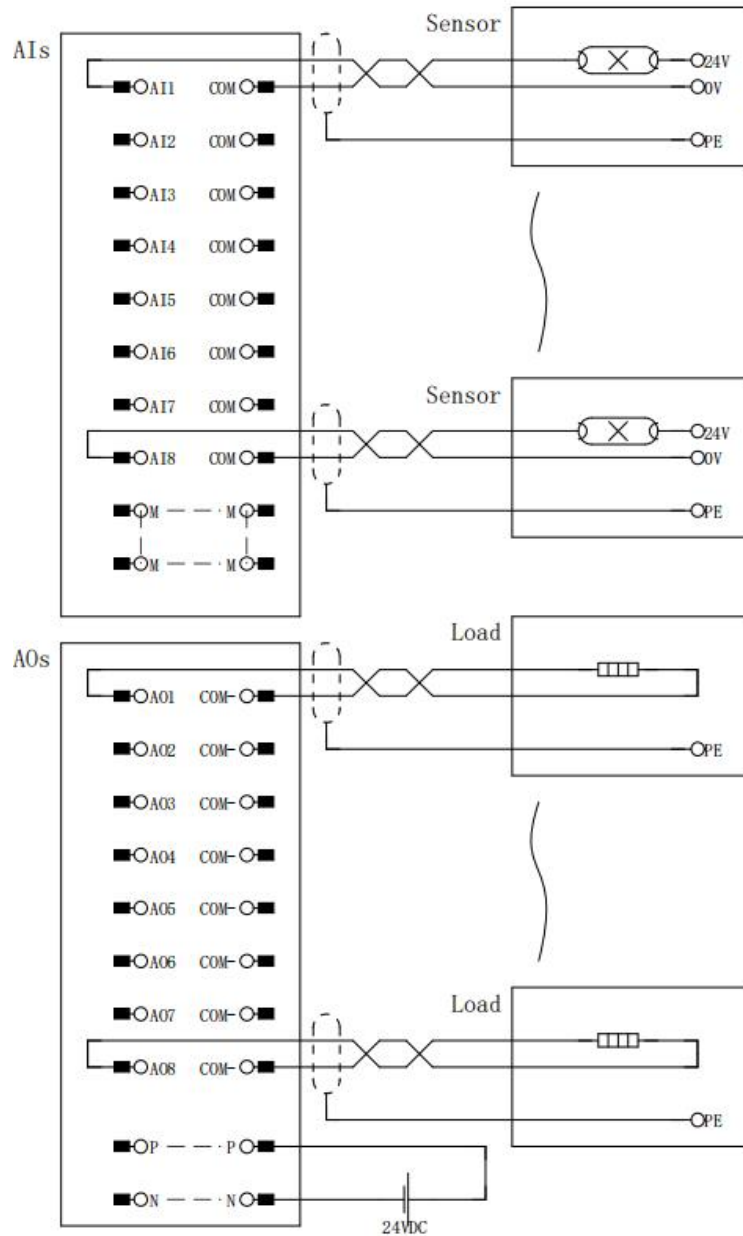 Sensor
AIs
24V
AI1 COM
0V
AI2 COM
PE
AI3 COM
AI4 COM
AI5 COM
AI6 COM
Sensor
AI7 COM
24V
AI8 COM
0V
M M
PE
M M
Load
AOs
AO1 COM-
AO2 COM-
PE
AO3 COM-
AO4 COM-
AO5 COM-
AO6 COM-
Load
AO7 COM-
AO8 COM-
PE
P P
N N
24VDC